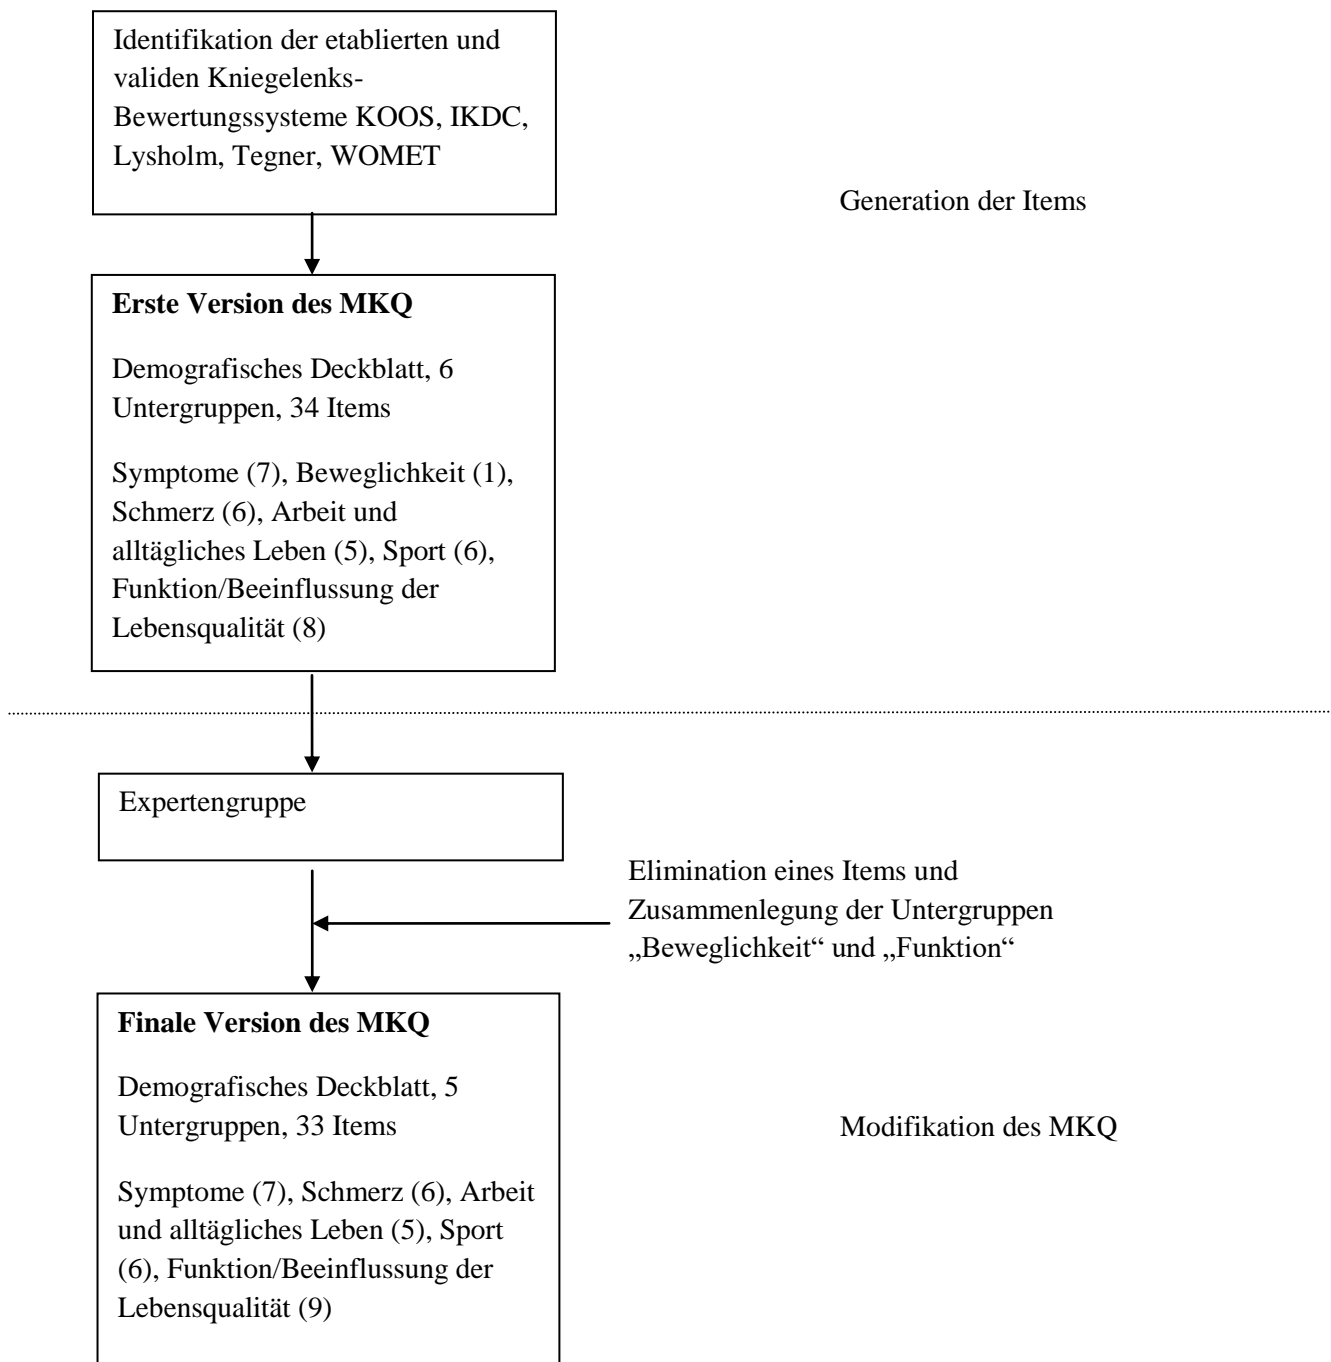 Identifikation der etablierten und
validen Kniegelenks-
Bewertungssysteme KOOS, IKDC,
Lysholm, Tegner, WOMET
Generation der Items
Erste Version des MKQ
Demografisches Deckblatt, 6
Untergruppen, 34 Items
Symptome (7), Beweglichkeit (1),
Schmerz (6), Arbeit und
alltägliches Leben (5), Sport (6),
Funktion/Beeinflussung der
Lebensqualität (8)
Expertengruppe
Elimination eines Items und
Zusammenlegung der Untergruppen
„Beweglichkeit“ und „Funktion“
Finale Version des MKQ
Demografisches Deckblatt, 5
Untergruppen, 33 Items
Modifikation des MKQ
Symptome (7), Schmerz (6), Arbeit
und alltägliches Leben (5), Sport
(6), Funktion/Beeinflussung der
Lebensqualität (9)